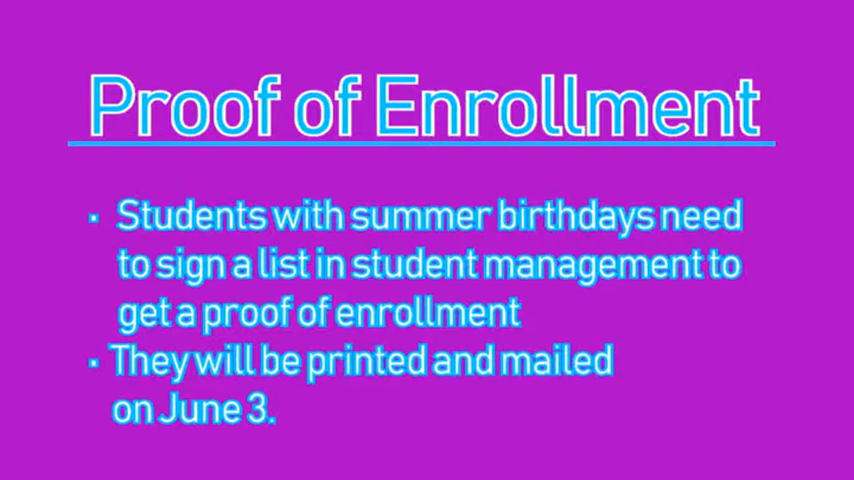 Proof of Enrollment
· Students with summer birthdays need
to sign a list in student management to
get a proof of enrollment
· They will be printed and mailed
on June 3.